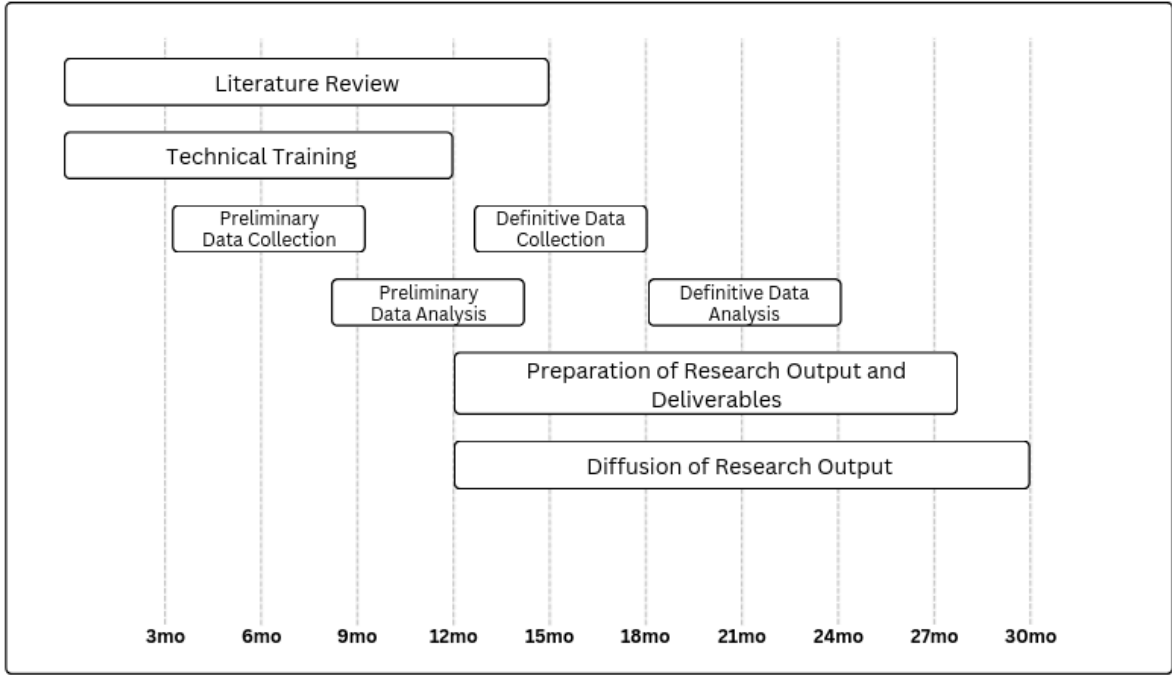 Literature Review
Technical Training
Preliminary
Data Collection
Definitive Data
Collection
Preliminary
Data Analysis
Definitive Data
Analysis
Preparation of Research Output and
Deliverables
Diffusion of Research Output
3mo 6mo 9mo 12mo 15mo 18mo 21mo 24mo 27mo 30mo